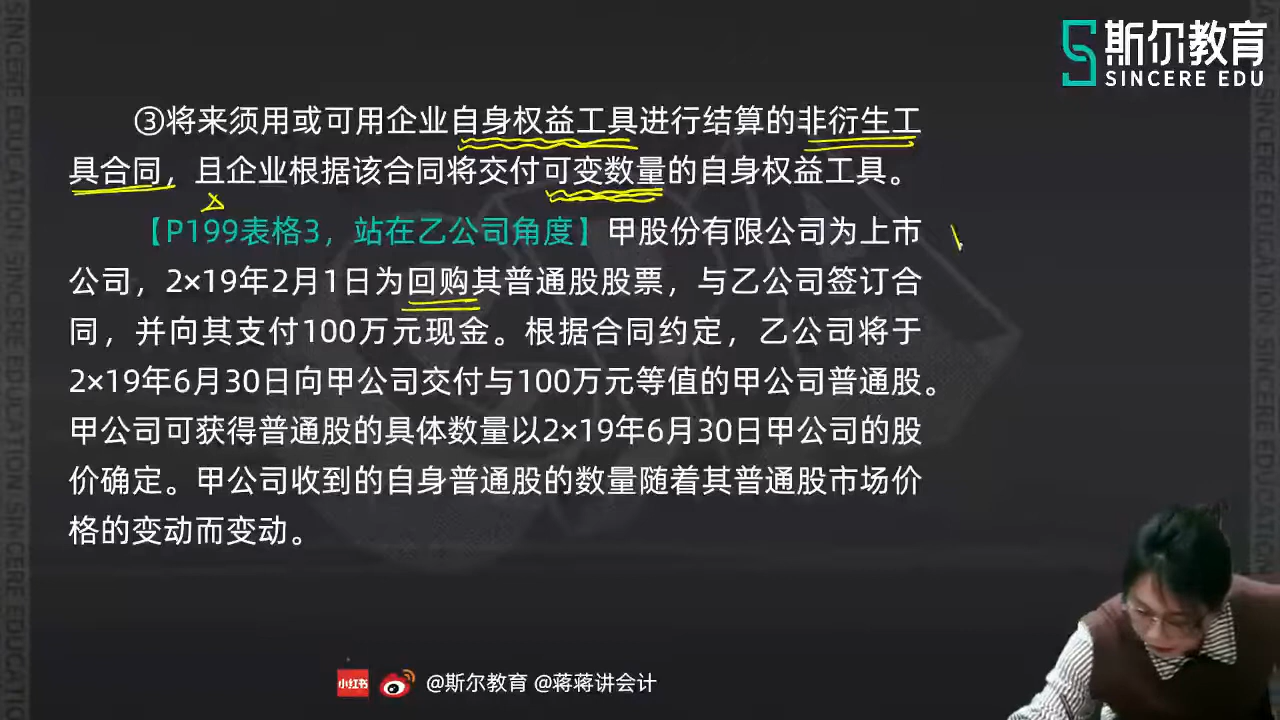 斯尔教育
SINCERE EDU
③将来须用或可用企业自身权益工具进行结算的非衍生工
具合同，且企业根据该合同将交付可变数量的自身权益工具。
【P199表格3，站在乙公司角度】甲股份有限公司为上市
公司，2×19年2月1日为回购其普通股股票，与乙公司签订合
同，并向其支付100万元现金。根据合同约定，乙公司将于
2×19年6月30日向甲公司交付与100万元等值的甲公司普通股。
甲公司可获得普通股的具体数量以2×19年6月30日甲公司的股
价确定。甲公司收到的自身普通股的数量随着其普通股市场价
格的变动而变动。
小红书 @斯尔教育 @蒋蒋讲会计
SINCERE EDUCATION SINCERE EDUCATION
SINCERE EDUCATION SINCERE EDUCATION